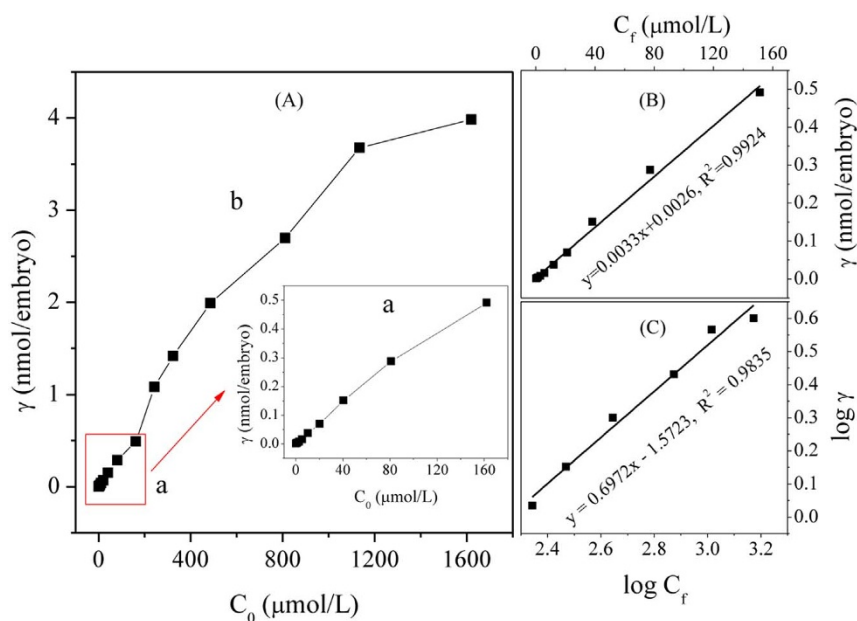 (A)
γ (nmol/embryo)
4
3
2
1
0
b
a
0 400 800 1200 1600
C₀ (μmol/L)
a
γ (nmol/embryo)
0.5
0.4
0.3
0.2
0.1
0.0
0 40 80 120 160
C₀ (μmol/L)
C_f (μmol/L)
0 40 80 120 160
(B)
0.5
0.4
0.3
0.2
0.1
0.0
γ (nmol/embryo)
y=0.0033x+0.0026, R²=0.9924
(C)
0.6
0.5
0.4
0.3
0.2
0.1
0.0
log γ
y = 0.6972x - 1.5723, R² = 0.9835
2.4 2.6 2.8 3.0 3.2
log C_f